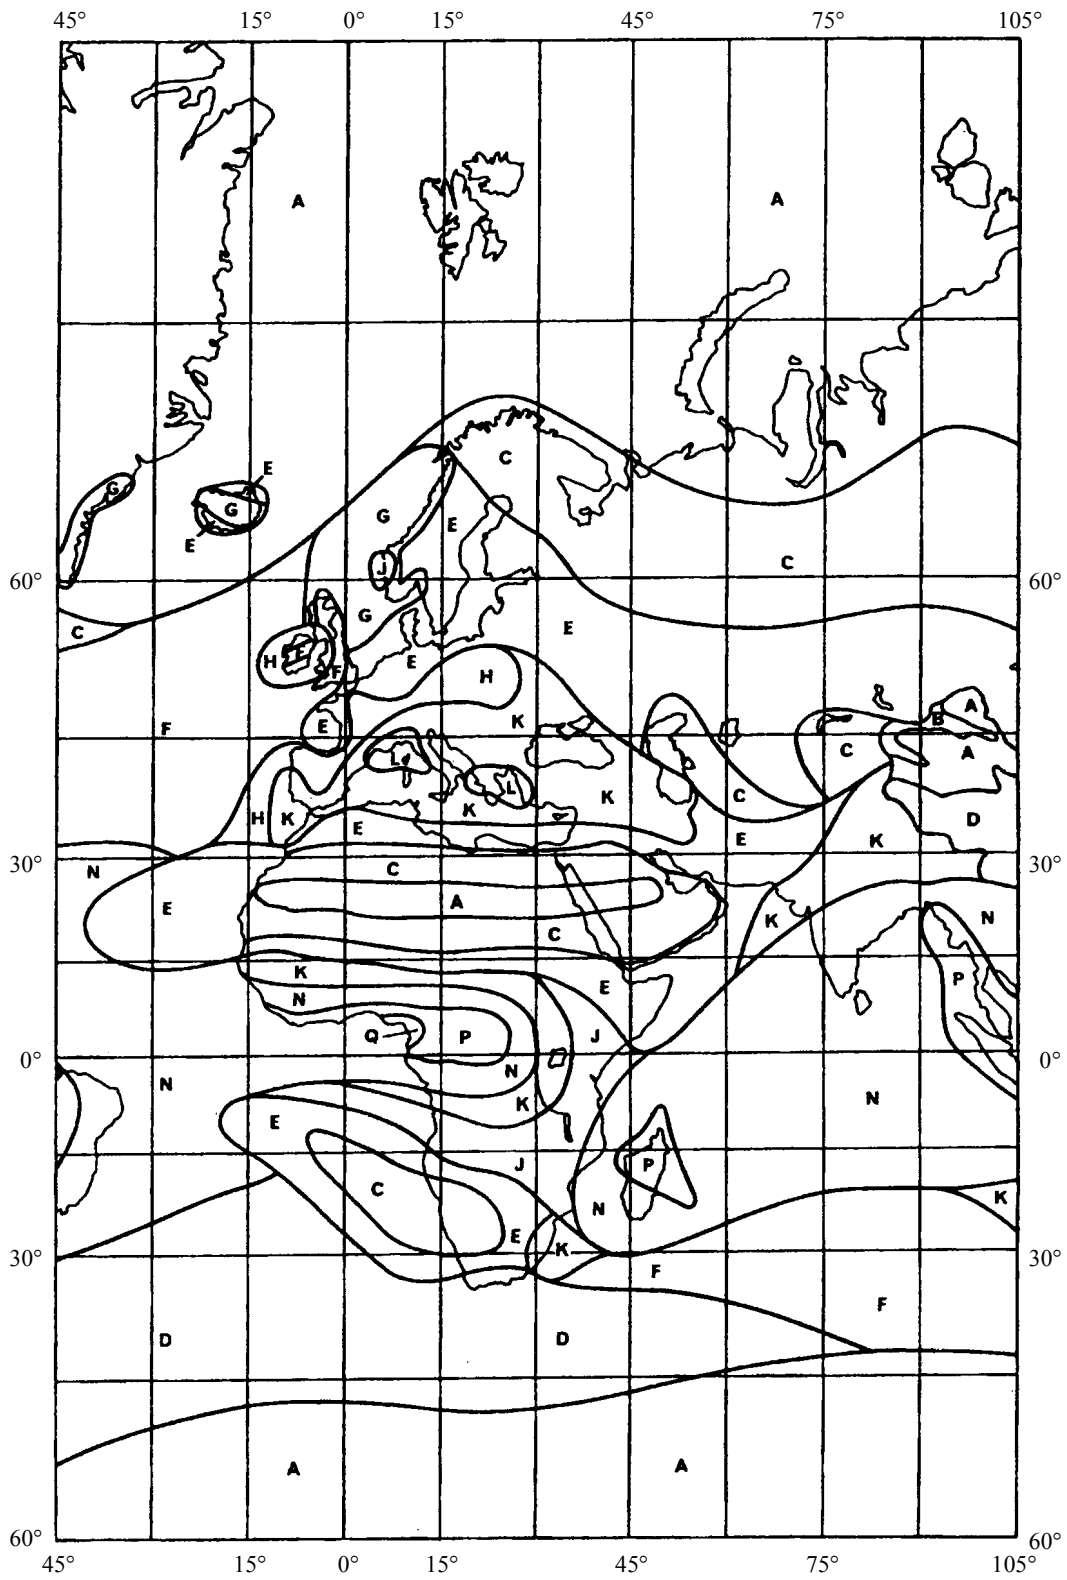 45° 15° 0° 15° 45° 75° 105°
A A
C
E
G G
E
G E
J C
60° 60°
G
C E
H E F E
H
A
F E K B
C A
L
L
K K C
H K E E K D
30° N C 30°
E A K N
C
K E P
N
Q P J
0° N 0°
N K N
E
J P
C N K
E K
30° F 30°
F
D D
A A
60° 60°
45° 15° 0° 15° 45° 75° 105°